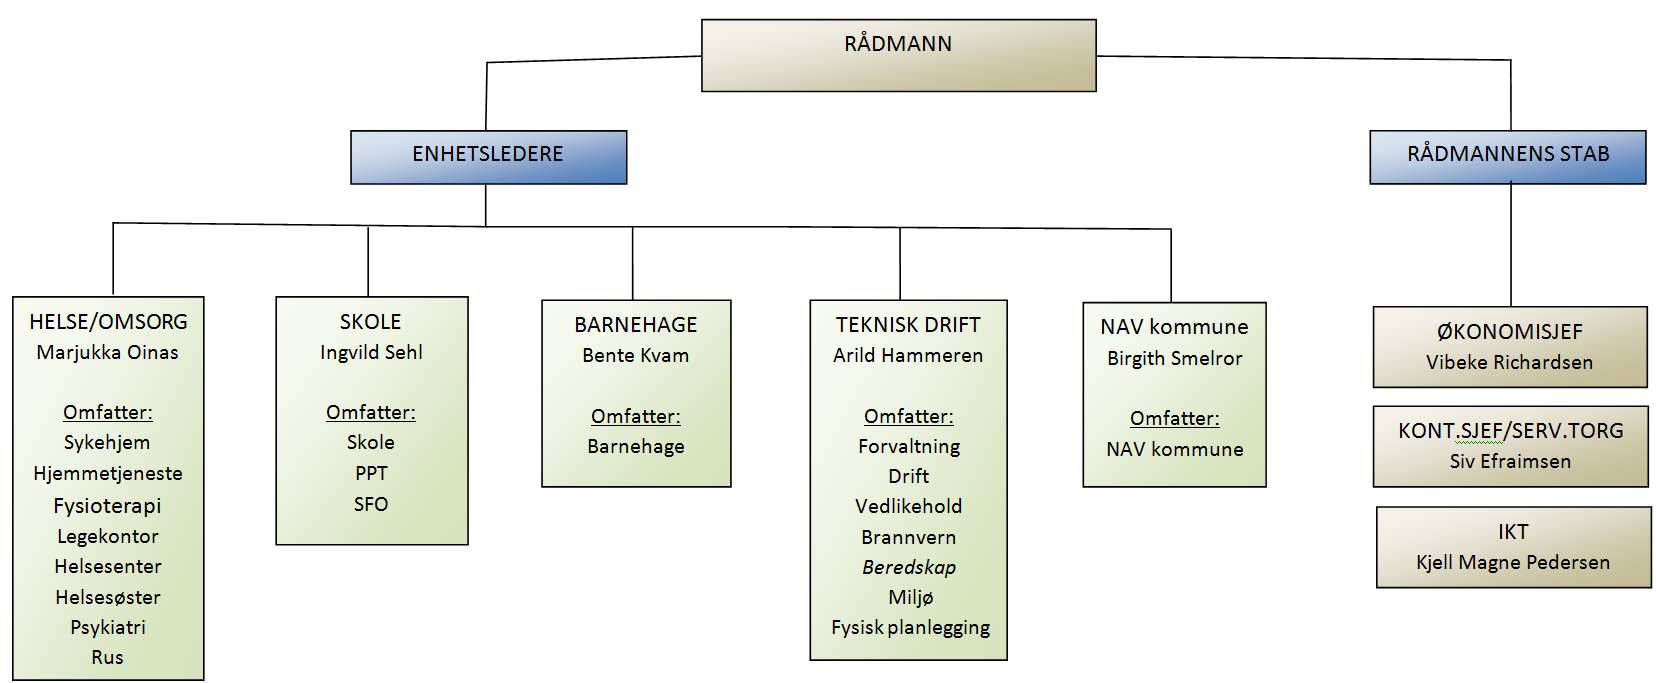 RÅDMANN
ENHETSLEDERE
RÅDMANNENS STAB
HELSE/OMSORG
Marjukka Oinas
Omfatter:
Sykehjem
Hjemmetjeneste
Fysioterapi
Legekontor
Helsesenter
Helsesøster
Psykiatri
Rus
SKOLE
Ingvild Sehl
Omfatter:
Skole
PPT
SFO
BARNEHAGE
Bente Kvam
Omfatter:
Barnehage
TEKNISK DRIFT
Arild Hammeren
Omfatter:
Forvaltning
Drift
Vedlikehold
Brannvern
Beredskap
Miljø
Fysisk planlegging
NAV kommune
Birgith Smelror
Omfatter:
NAV kommune
ØKONOMISJEF
Vibeke Richardsen
KONT.SJEF/SERV.TORG
Siv Efraimsen
IKT
Kjell Magne Pedersen